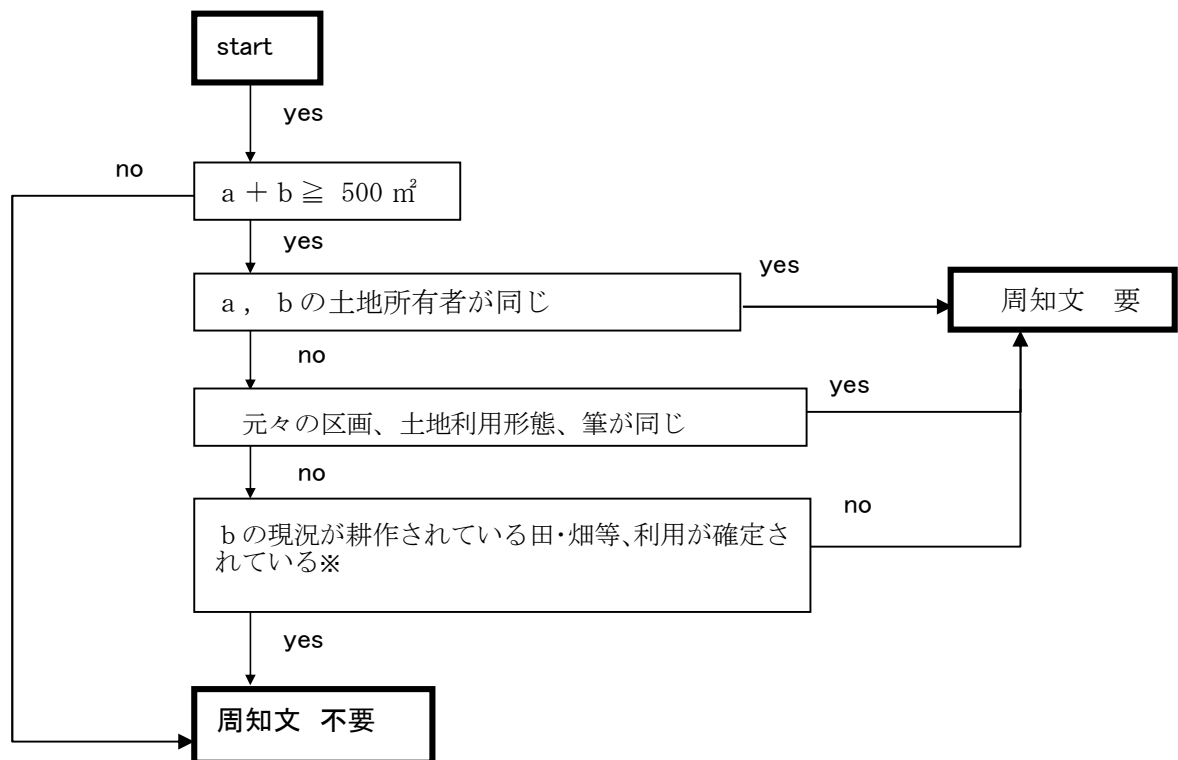 start
yes
no
a + b ≧ 500 ㎡
yes
a, bの土地所有者が同じ
yes
周知文 要
no
元々の区画、土地利用形態、筆が同じ
yes
no
bの現況が耕作されている田・畑等、利用が確定さ
れている※
no
yes
周知文 不要